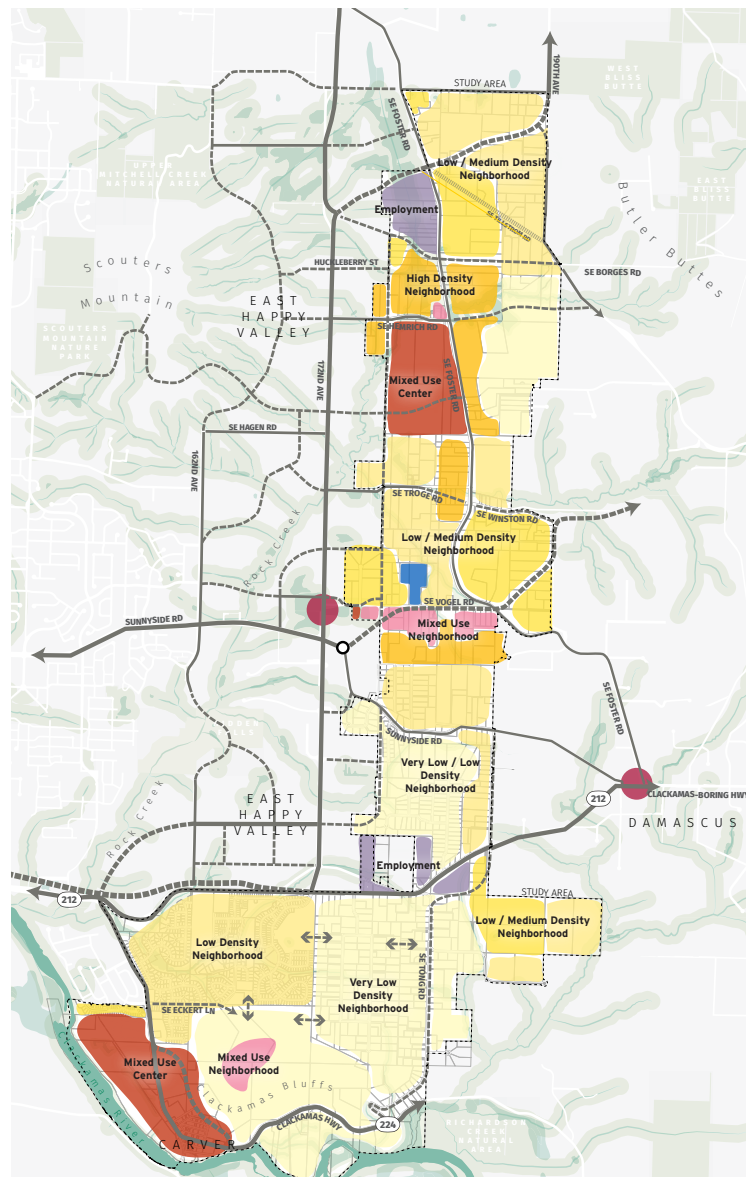 STUDY AREA
190TH AVE
WEST
BLISS
BUTTE
SE FOSTER RD
UPPER
MITCHELL CREEK
NATURAL AREA
Low / Medium Density
Neighborhood
EAST
BLISS
BUTTE
Employment
SE TILLSTROM RD
Butler Buttes
Scouters
Mountain
HUCKLEBERRY ST
SE BORGES RD
High Density
Neighborhood
EAST
HAPPY
VALLEY
SCOUTERS
MOUNTAIN
NATURE
PARK
SE HEMRICH RD
172ND AVE
Mixed Use
Center
SE FOSTER RD
SE HAGEN RD
162ND AVE
SE TROGE RD
SE WINSTON RD
Rock Creek
Low / Medium Density
Neighborhood
SE VOGEL RD
SUNNYSIDE RD
Mixed Use
Neighborhood
SE FOSTER RD
SUNNYSIDE RD
Very Low / Low
Density
Neighborhood
Rock Creek
EAST
HAPPY
VALLEY
212
CLACKAMAS-BORING HWY
DAMASCUS
Employment
212
STUDY AREA
Low / Medium Density
Neighborhood
Low Density
Neighborhood
SE TONG RD
Very Low
Density
Neighborhood
SE ECKERT LN
Mixed Use
Center
Mixed Use
Neighborhood
Clackamas River
Clackamas Bluffs
CLACKAMAS HWY
224
CARVER
RICHARDSON
CREEK
NATURAL
AREA